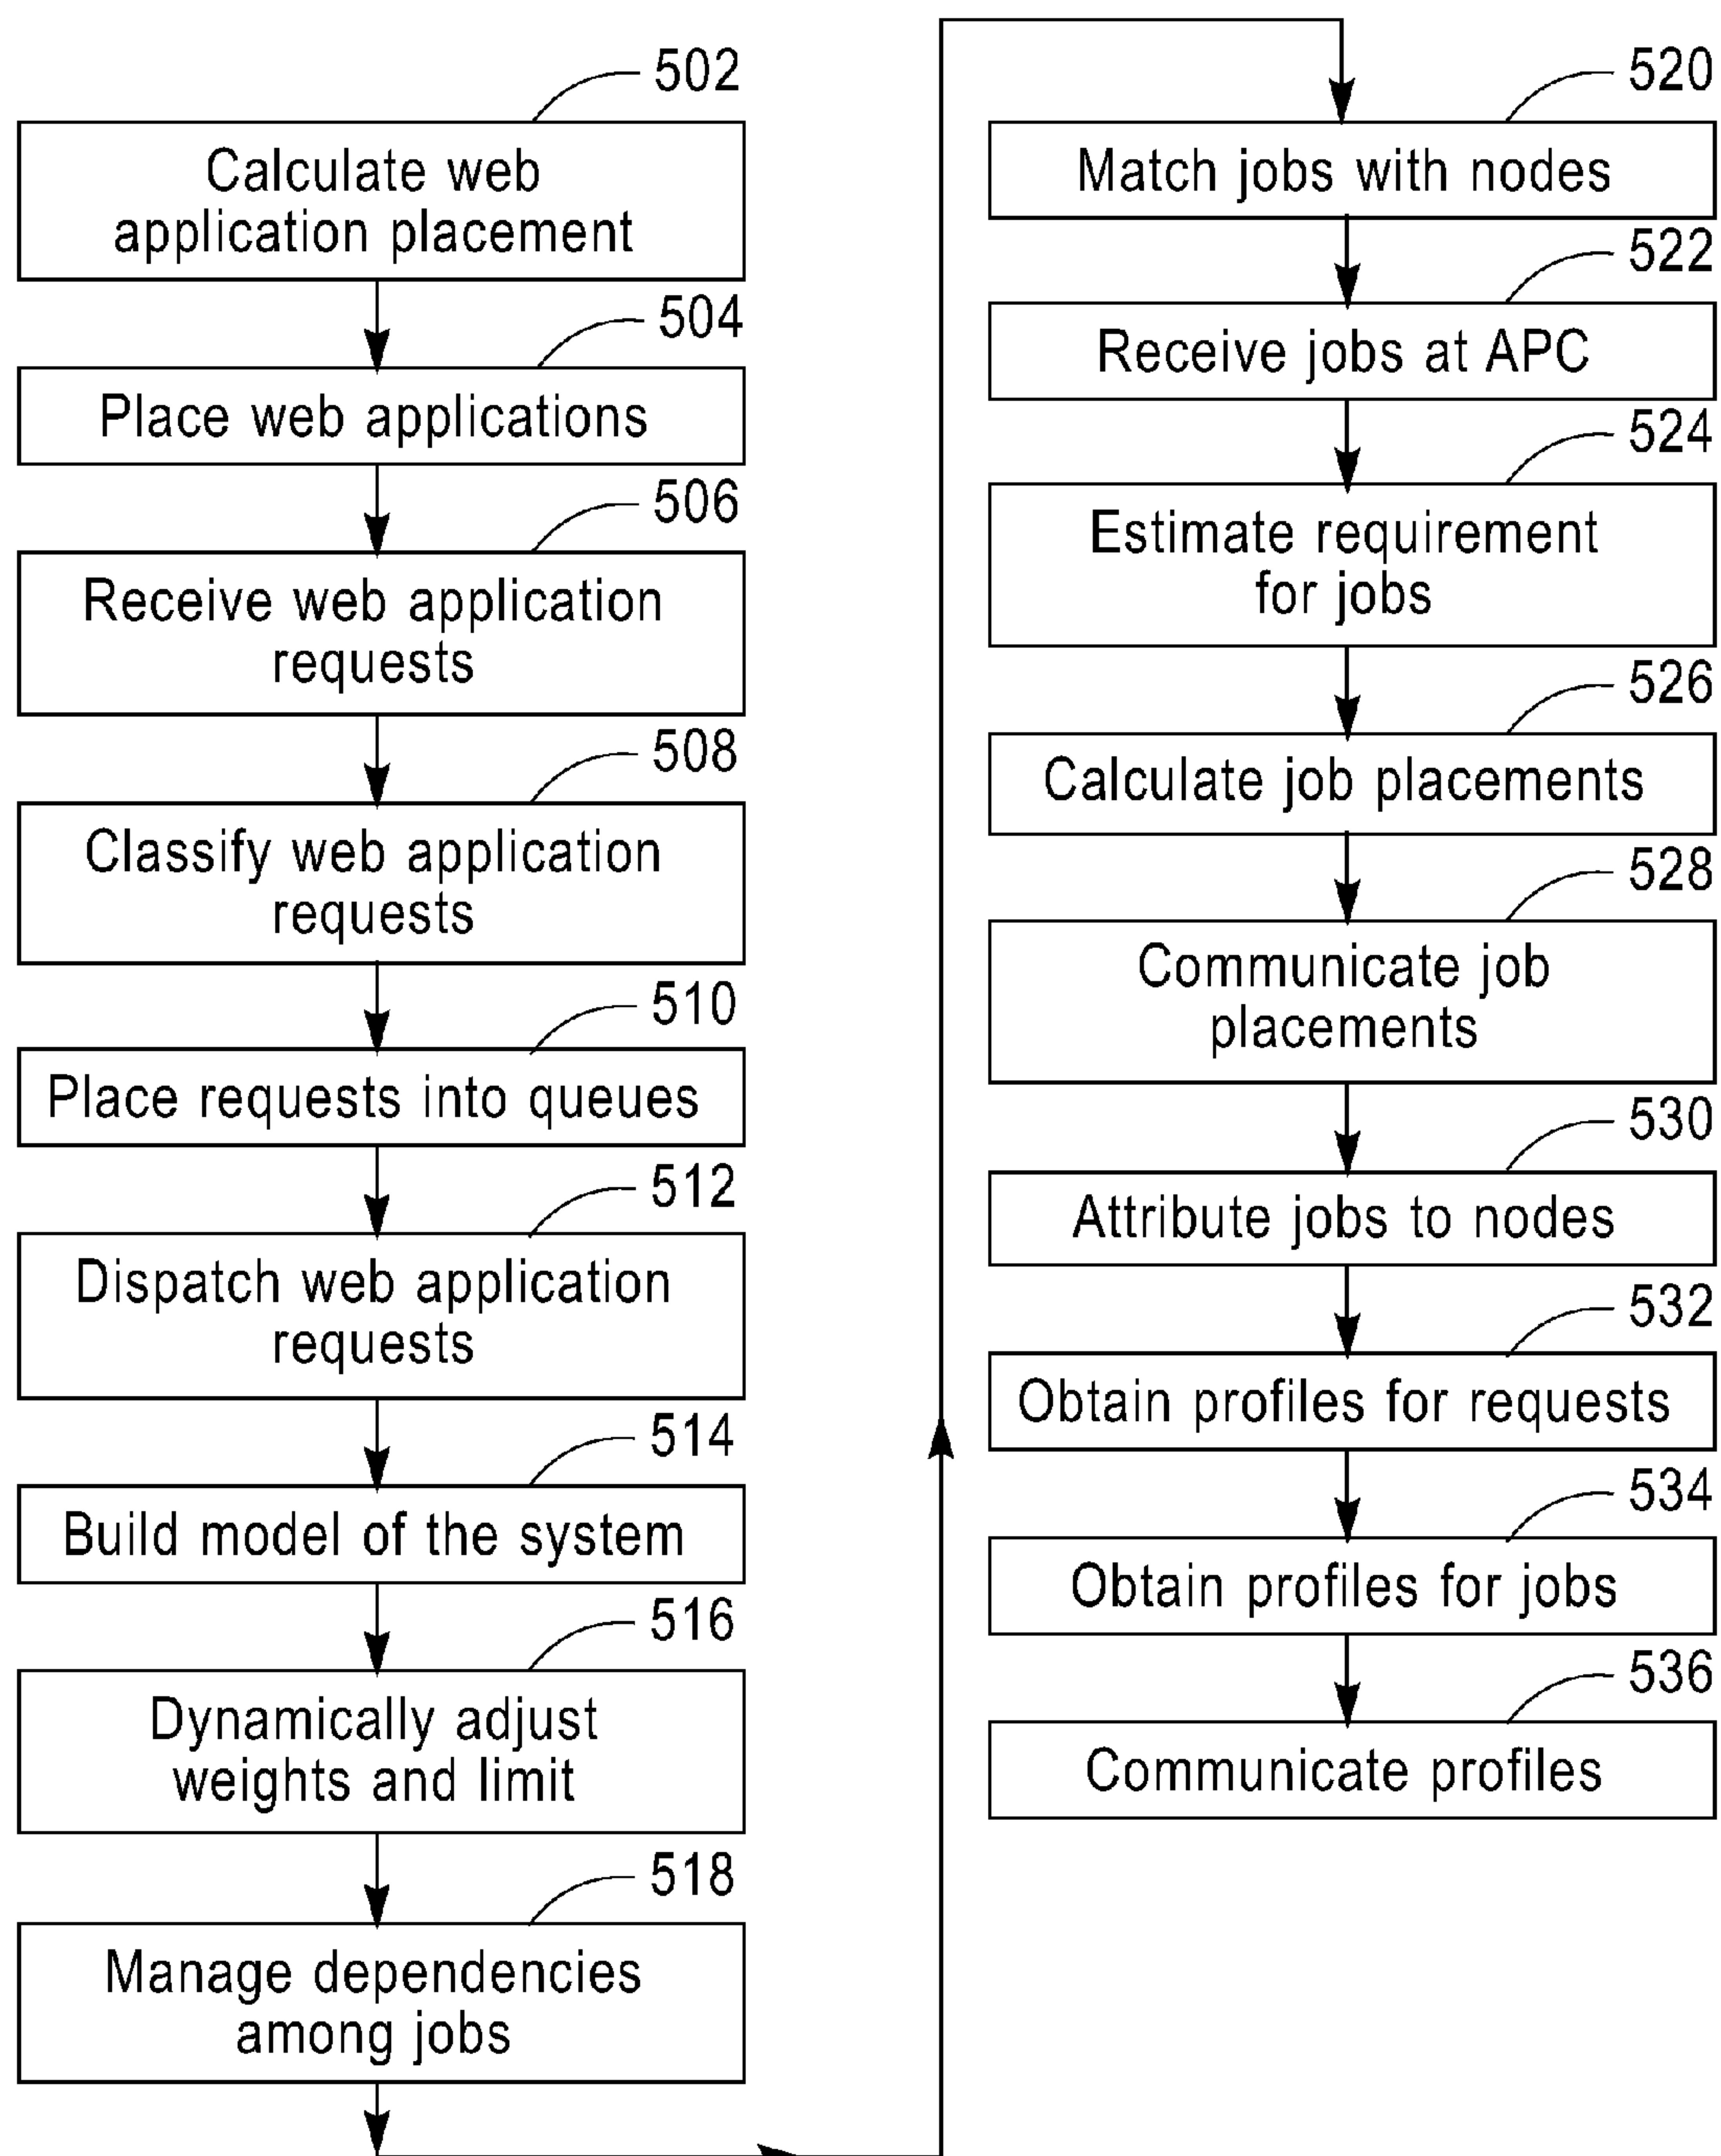 502
Calculate web
application placement
504
Place web applications
506
Receive web application
requests
508
Classify web application
requests
510
Place requests into queues
512
Dispatch web application
requests
514
Build model of the system
516
Dynamically adjust
weights and limit
518
Manage dependencies
among jobs
520
Match jobs with nodes
522
Receive jobs at APC
524
Estimate requirement
for jobs
526
Calculate job placements
528
Communicate job
placements
530
Attribute jobs to nodes
532
Obtain profiles for requests
534
Obtain profiles for jobs
536
Communicate profiles